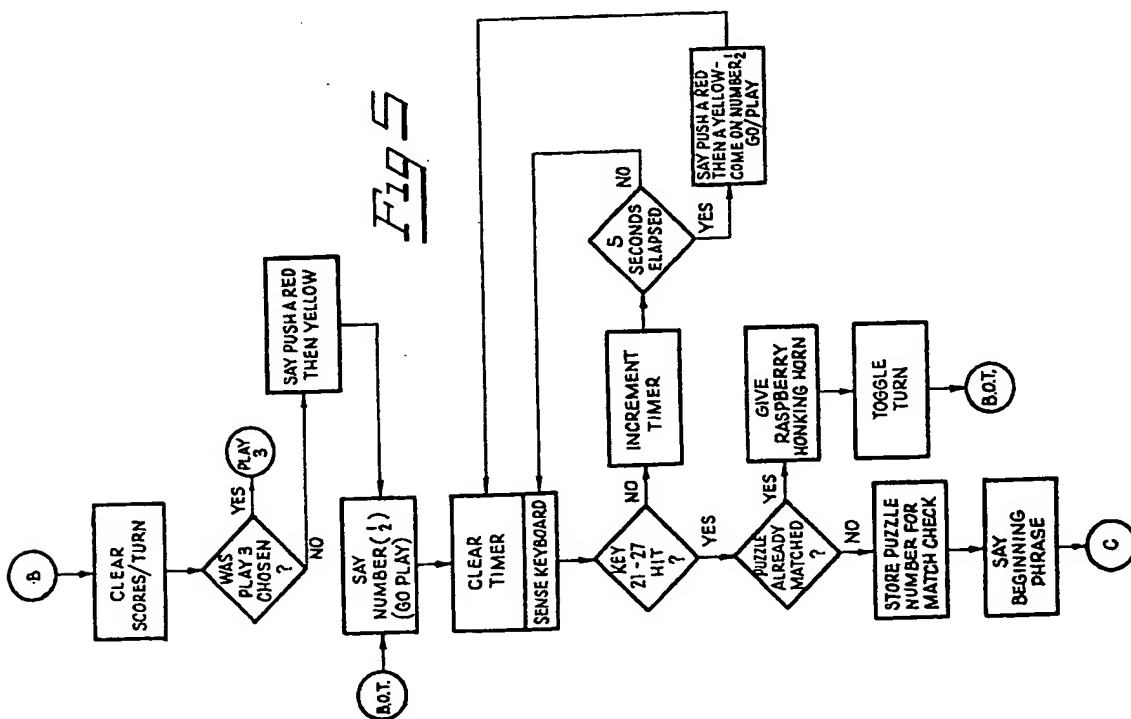 Fig 5
B
CLEAR
SCORES/TURN
WAS
PLAY 3
CHOSEN
?
YES
PLAY
3
NO
SAY PUSH A RED
THEN YELLOW
B.O.T.
SAY
NUMBER (1/2)
(GO PLAY)
CLEAR
TIMER
SENSE KEYBOARD
KEY
21-27
HIT
?
NO
INCREMENT
TIMER
5
SECONDS
ELAPSED
NO
YES
SAY PUSH A RED
THEN A YELLOW-
COME ON NUMBER 1/2
GO/PLAY
YES
PUZZLE
ALREADY
MATCHED
?
YES
GIVE
RASPBERRY
HONKING HORN
TOGGLE
TURN
B.O.T.
NO
STORE PUZZLE
NUMBER FOR
MATCH CHECK
SAY
BEGINNING
PHRASE
C